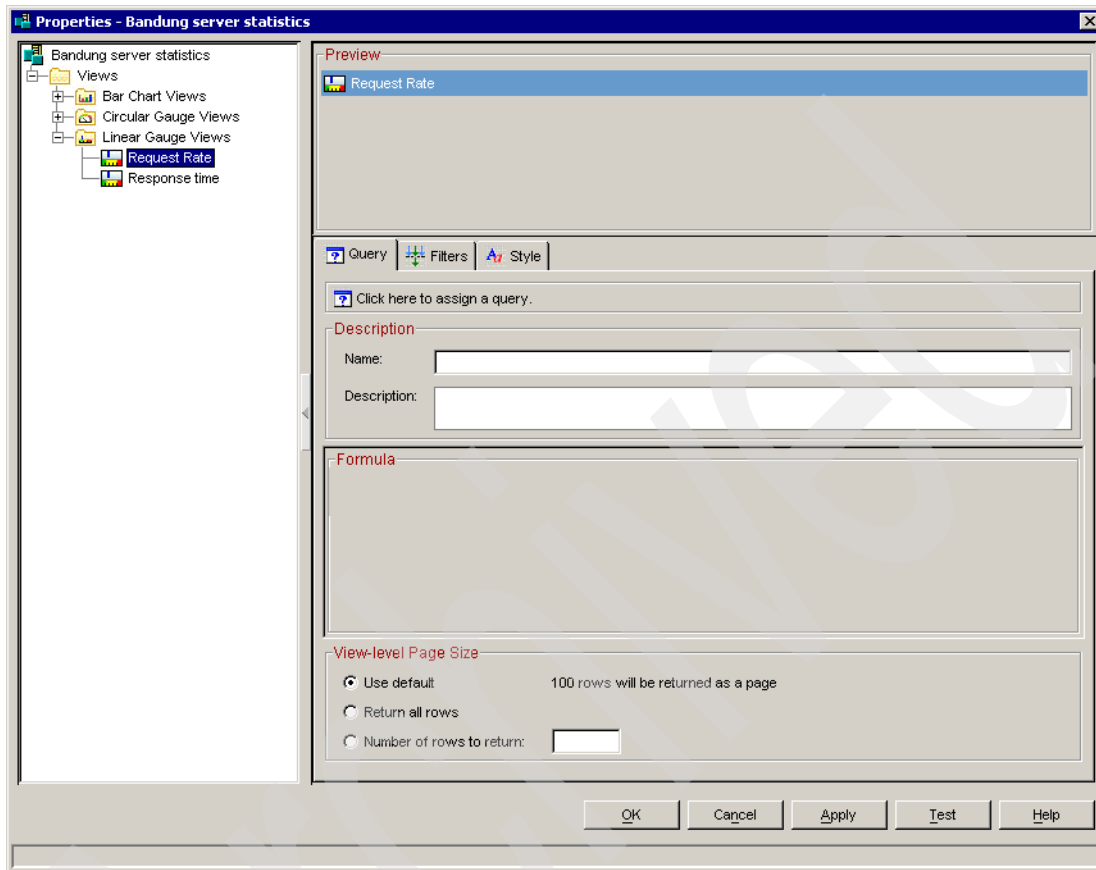 Properties - Bandung server statistics
Bandung server statistics
Views
Bar Chart Views
Circular Gauge Views
Linear Gauge Views
Request Rate
Response time
Preview
Request Rate
Query Filters Style
Click here to assign a query.
Description
Name:
Description:
Formula
View-level Page Size
Use default 100 rows will be returned as a page
Return all rows
Number of rows to return:
OK Cancel Apply Test Help